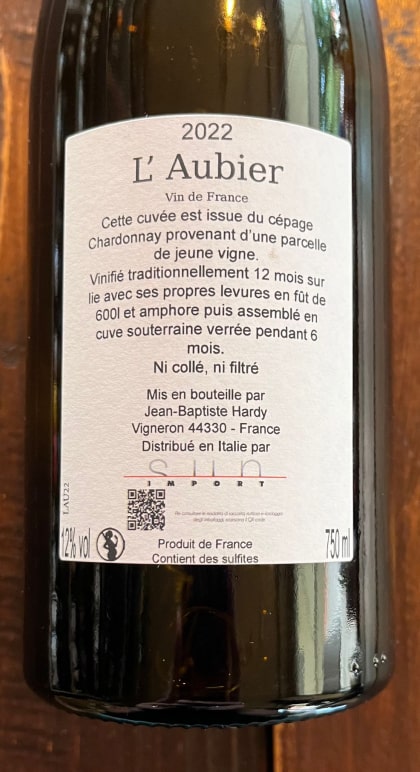 2022
L' Aubier
Vin de France
Cette cuvée est issue du cépage
Chardonnay provenant d'une parcelle
de jeune vigne.
Vinifié traditionnellement 12 mois sur
lie avec ses propres levures en fût de
600l et amphore puis assemblé en
cuve souterraine verrée pendant 6
mois.
Ni collé, ni filtré
Mis en bouteille par
Jean-Baptiste Hardy
Vigneron 44330 - France
Distribué en Italie par
sun
IMPORT
LAU22
12% vol
Produit de France
Contient des sulfites
750 ml